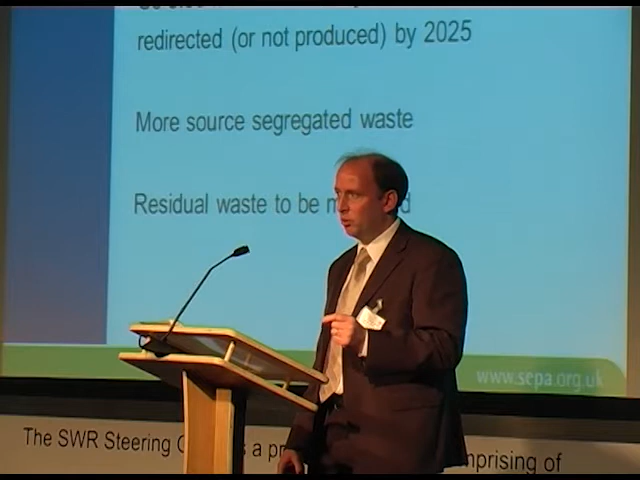 redirected (or not produced) by 2025
More source segregated waste
Residual waste to be
www.sepa.org.uk
The SWR Steering a
mprising of